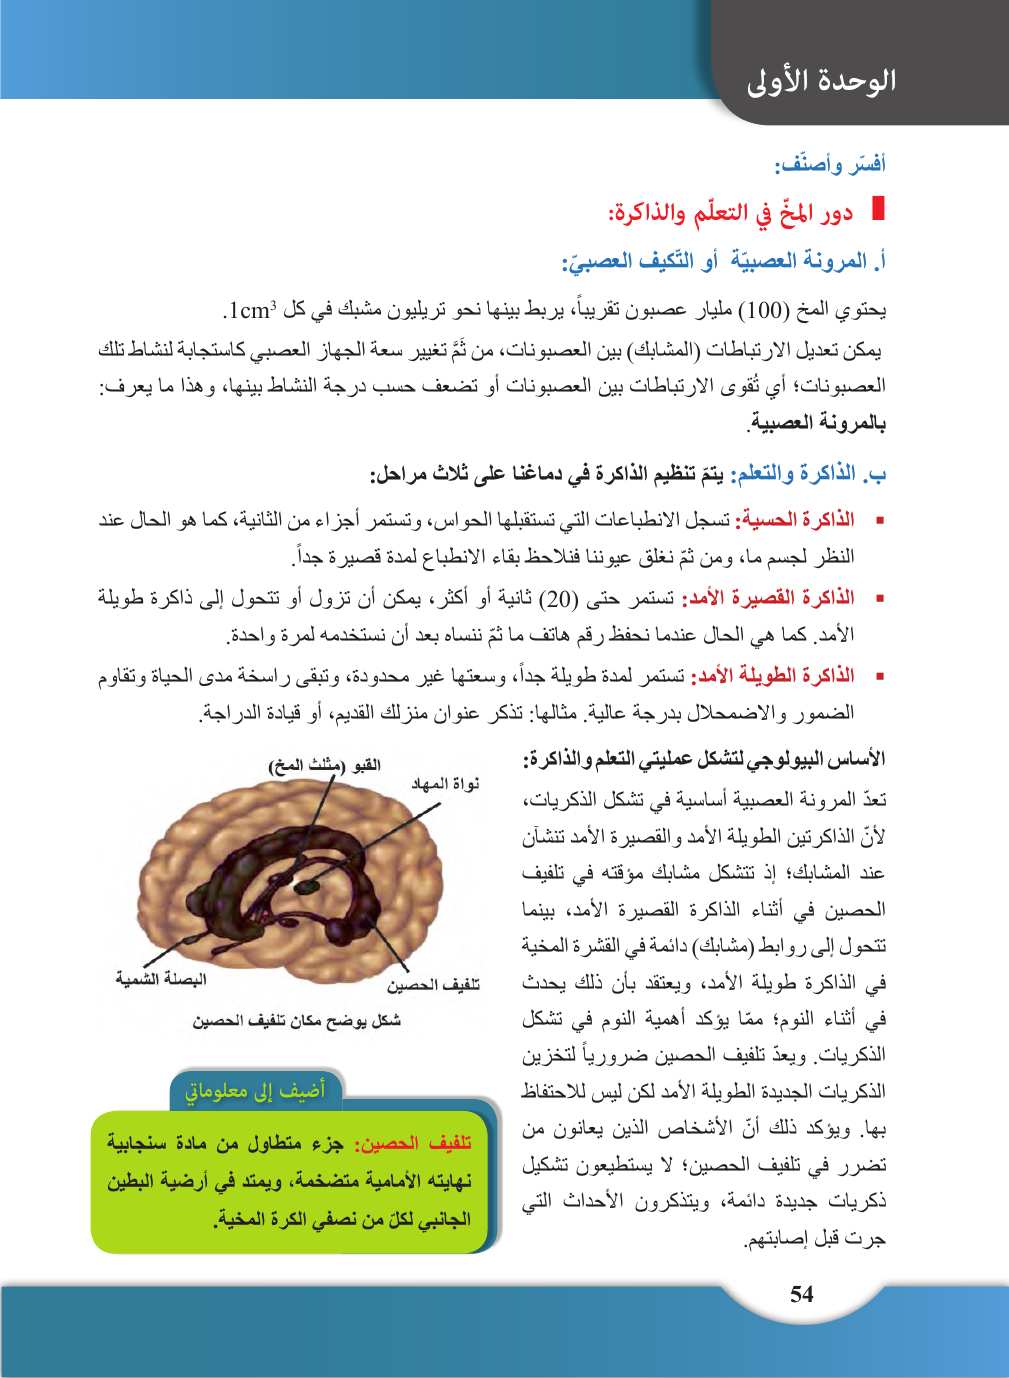 الوحدة الأولى
أفسّر وأصنّف:
دور المخّ في التعلّم والذاكرة:
أ. المرونة العصبيّة أو التّكيف العصبيّ:
يحتوي المخ (100) مليار عصبون تقريباً، يربط بينها نحو تريليون مشبك في كل 1cm³.
يمكن تعديل الارتباطات (المشابك) بين العصبونات، من ثَمَّ تغيير سعة الجهاز العصبي كاستجابة لنشاط تلك
العصبونات؛ أي تُقوى الارتباطات بين العصبونات أو تضعف حسب درجة النشاط بينها، وهذا ما يعرف:
بالمرونة العصبية.
ب. الذاكرة والتعلم: يتمّ تنظيم الذاكرة في دماغنا على ثلاث مراحل:
▪ الذاكرة الحسية: تسجل الانطباعات التي تستقبلها الحواس، وتستمر أجزاء من الثانية، كما هو الحال عند
النظر لجسم ما، ومن ثمّ نغلق عيوننا فنلاحظ بقاء الانطباع لمدة قصيرة جداً.
▪ الذاكرة القصيرة الأمد: تستمر حتى (20) ثانية أو أكثر، يمكن أن تزول أو تتحول إلى ذاكرة طويلة
الأمد. كما هي الحال عندما نحفظ رقم هاتف ما ثمّ ننساه بعد أن نستخدمه لمرة واحدة.
▪ الذاكرة الطويلة الأمد: تستمر لمدة طويلة جداً، وسعتها غير محدودة، وتبقى راسخة مدى الحياة وتقاوم
الضمور والاضمحلال بدرجة عالية. مثالها: تذكر عنوان منزلك القديم، أو قيادة الدراجة.
الأساس البيولوجي لتشكل عمليتي التعلم والذاكرة:
تعدّ المرونة العصبية أساسية في تشكل الذكريات،
لأنّ الذاكرتين الطويلة الأمد والقصيرة الأمد تنشآن
عند المشابك؛ إذ تتشكل مشابك مؤقته في تلفيف
الحصين في أثناء الذاكرة القصيرة الأمد، بينما
تتحول إلى روابط (مشابك) دائمة في القشرة المخية
في الذاكرة طويلة الأمد، ويعتقد بأن ذلك يحدث
في أثناء النوم؛ ممّا يؤكد أهمية النوم في تشكل
الذكريات. ويعدّ تلفيف الحصين ضرورياً لتخزين
الذكريات الجديدة الطويلة الأمد لكن ليس للاحتفاظ
بها. ويؤكد ذلك أنّ الأشخاص الذين يعانون من
تضرر في تلفيف الحصين؛ لا يستطيعون تشكيل
ذكريات جديدة دائمة، ويتذكرون الأحداث التي
جرت قبل إصابتهم.
القبو (مثلث المخ)
نواة المهاد
البصلة الشمية
تلفيف الحصين
شكل يوضح مكان تلفيف الحصين
أضيف إلى معلوماتي
تلفيف الحصين: جزء متطاول من مادة سنجابية
نهايته الأمامية متضخمة، ويمتد في أرضية البطين
الجانبي لكلّ من نصفي الكرة المخية.
54